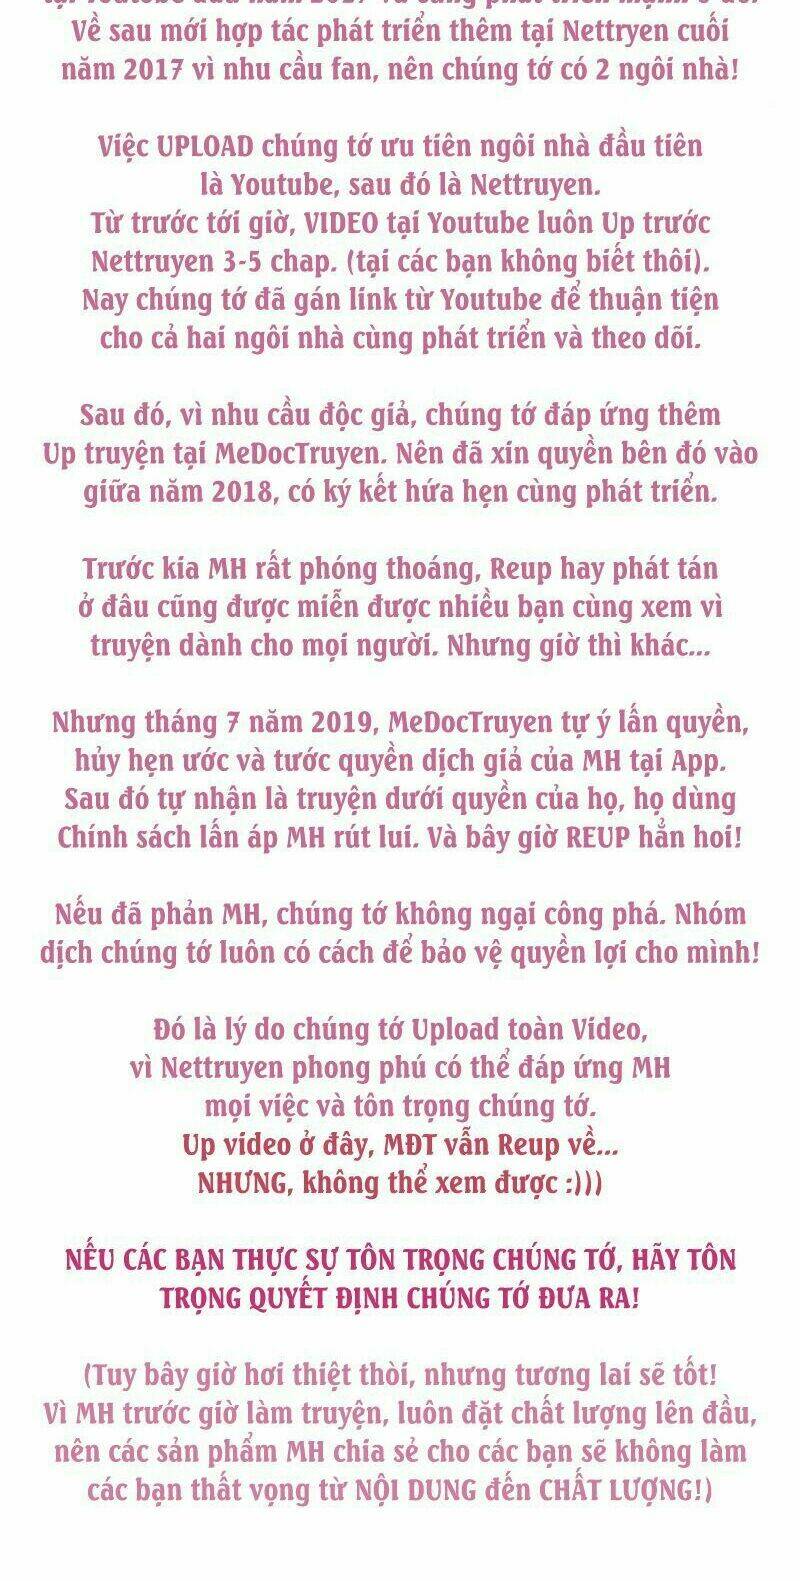 Về sau mới hợp tác phát triển thêm tại Nettryen cuối
năm 2017 vì nhu cầu fan, nên chúng tớ có 2 ngôi nhà!
Việc UPLOAD chúng tớ ưu tiên ngôi nhà đầu tiên
là Youtube, sau đó là Nettruyen.
Từ trước tới giờ, VIDEO tại Youtube luôn Up trước
Nettruyen 3-5 chap. (tại các bạn không biết thôi).
Nay chúng tớ đã gán link từ Youtube để thuận tiện
cho cả hai ngôi nhà cùng phát triển và theo dõi.
Sau đó, vì nhu cầu độc giả, chúng tớ đáp ứng thêm
Up truyện tại MeDocTruyen. Nên đã xin quyền bên đó vào
giữa năm 2018, có ký kết hứa hẹn cùng phát triển.
Trước kia MH rất phóng thoáng, Reup hay phát tán
ở đâu cũng được miễn được nhiều bạn cùng xem vì
truyện dành cho mọi người. Nhưng giờ thì khác...
Nhưng tháng 7 năm 2019, MeDocTruyen tự ý lấn quyền,
hủy hẹn ước và tước quyền dịch giả của MH tại App.
Sau đó tự nhận là truyện dưới quyền của họ, họ dùng
Chính sách lấn áp MH rút lui. Và bây giờ REUP hẳn hoi!
Nếu đã phản MH, chúng tớ không ngại công phá. Nhóm
dịch chúng tớ luôn có cách để bảo vệ quyền lợi cho mình!
Đó là lý do chúng tớ Upload toàn Video,
vì Nettruyen phong phú có thể đáp ứng MH
mọi việc và tôn trọng chúng tớ.
Up video ở đây, MĐT vẫn Reup về...
NHƯNG, không thể xem được :)))
NẾU CÁC BẠN THỰC SỰ TÔN TRỌNG CHÚNG TỚ, HÃY TÔN
TRỌNG QUYẾT ĐỊNH CHÚNG TỚ ĐƯA RA!
(Tuy bây giờ hơi thiệt thòi, nhưng tương lai sẽ tốt!
Vì MH trước giờ làm truyện, luôn đặt chất lượng lên đầu,
nên các sản phẩm MH chia sẻ cho các bạn sẽ không làm
các bạn thất vọng từ NỘI DUNG đến CHẤT LƯỢNG!)